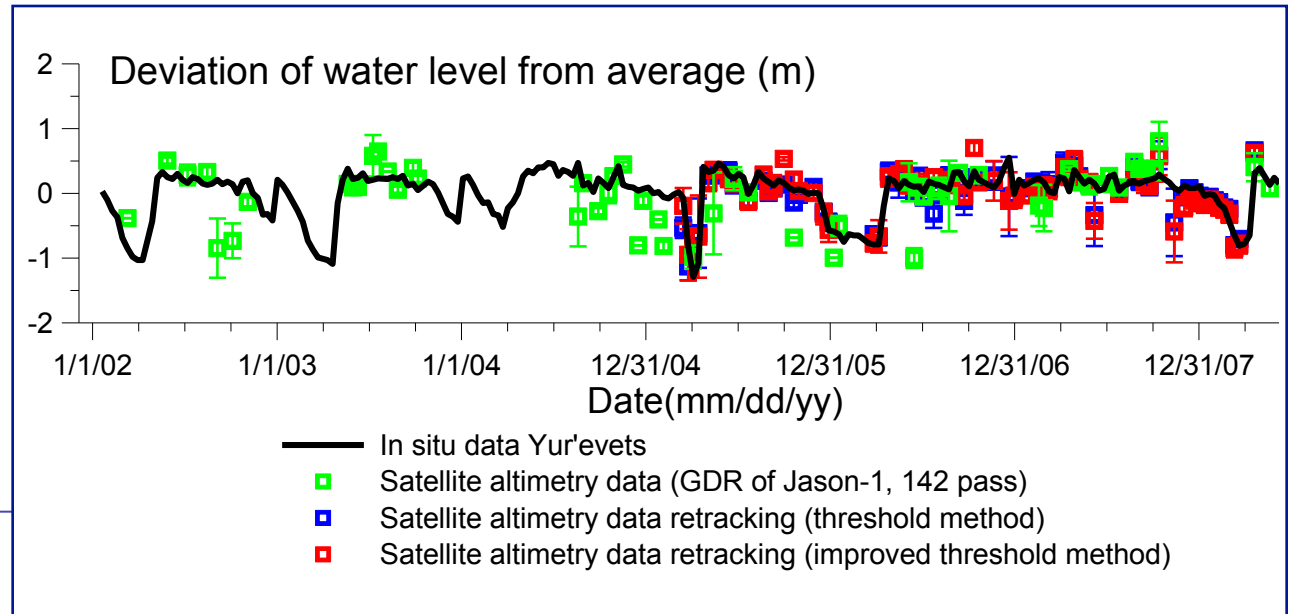 Deviation of water level from average (m)
2
1
0
-1
-2
1/1/02 1/1/03 1/1/04 12/31/04 12/31/05 12/31/06 12/31/07
Date(mm/dd/yy)
In situ data Yur'evets
Satellite altimetry data (GDR of Jason-1, 142 pass)
Satellite altimetry data retracking (threshold method)
Satellite altimetry data retracking (improved threshold method)